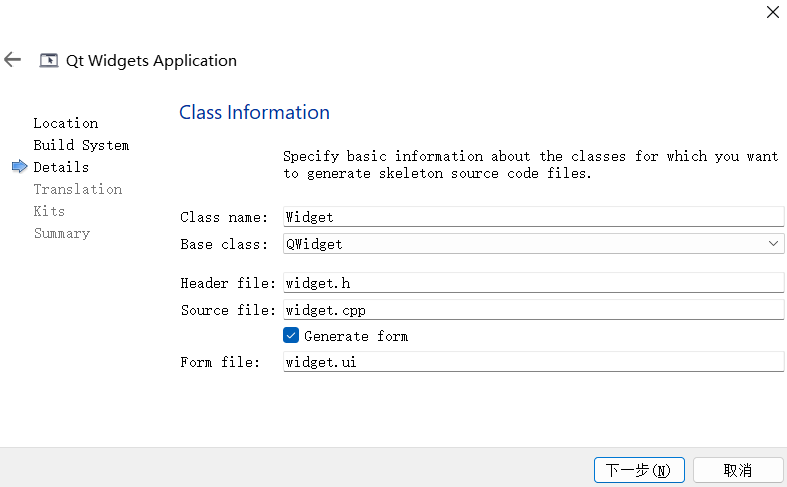 Qt Widgets Application
Location
Build System
Details
Translation
Kits
Summary
Class Information
Specify basic information about the classes for which you want
to generate skeleton source code files.
Class name: Widget
Base class: QWidget
Header file: widget.h
Source file: widget.cpp
Generate form
Form file: widget.ui
下一步(N)
取消